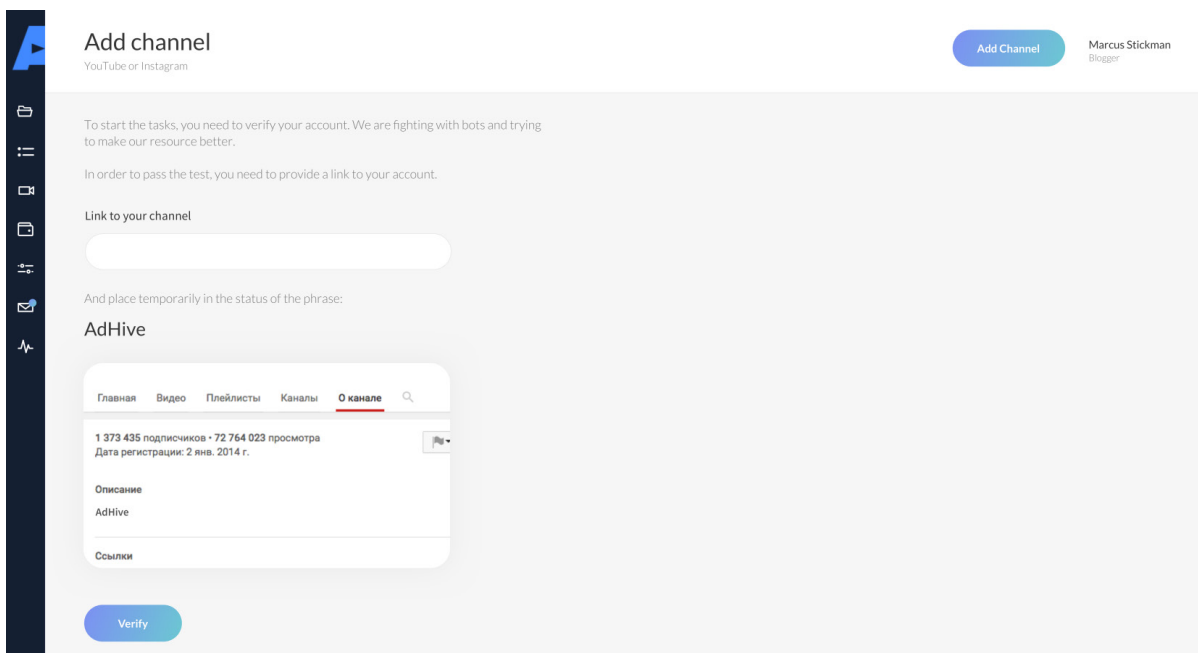 Add channel
YouTube or Instagram
Add Channel
Marcus Stickman
Blogger
To start the tasks, you need to verify your account. We are fighting with bots and trying
to make our resource better.
In order to pass the test, you need to provide a link to your account.
Link to your channel
And place temporarily in the status of the phrase:
AdHive
Главная Видео Плейлисты Каналы О канале
1 373 435 подписчиков • 72 764 023 просмотра
Дата регистрации: 2 янв. 2014 г.
Описание
AdHive
Ссылки
Verify